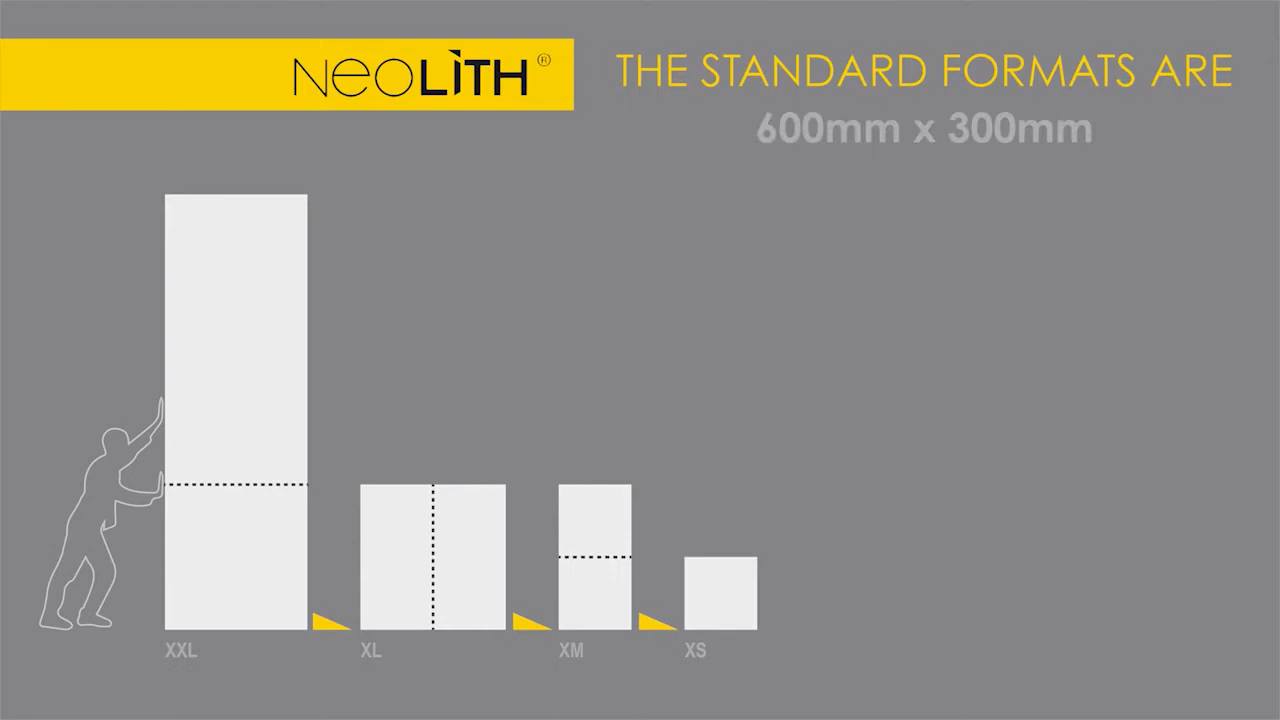 NeoLITH ®
THE STANDARD FORMATS ARE
600mm x 300mm
XXL
XL
XM
XS